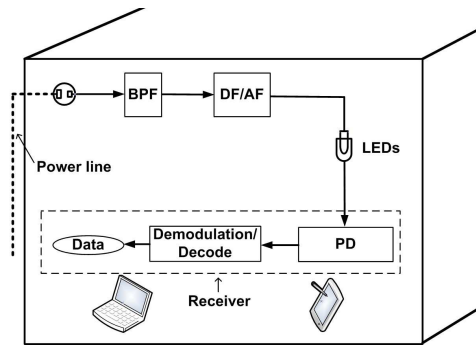 BPF
DF/AF
LEDs
Power line
Data
Demodulation/
Decode
PD
Receiver